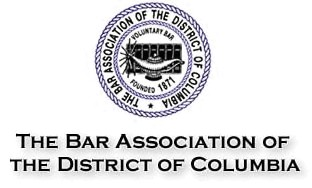 THE BAR ASSOCIATION OF THE DISTRICT OF COLUMBIA
VOLUNTARY BAR
FOUNDED 1871
THE BAR ASSOCIATION OF
THE DISTRICT OF COLUMBIA